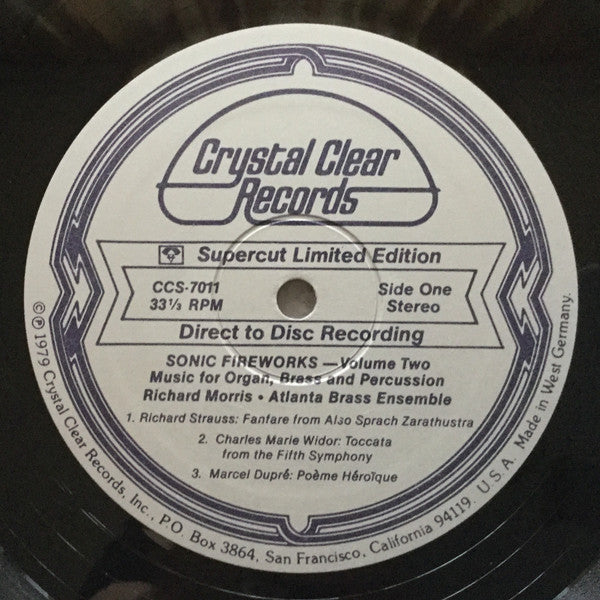 Crystal Clear
Records
Supercut Limited Edition
CCS-7011
33⅓ RPM
Side One
Stereo
Direct to Disc Recording
SONIC FIREWORKS — Volume Two
Music for Organ, Brass and Percussion
Richard Morris • Atlanta Brass Ensemble
1. Richard Strauss: Fanfare from Also Sprach Zarathustra
2. Charles Marie Widor: Toccata
from the Fifth Symphony
3. Marcel Dupré: Poème Héroïque
©℗ 1979 Crystal Clear Records, Inc., P.O. Box 3864, San Francisco, California 94119. U.S.A. Made in West Germany.